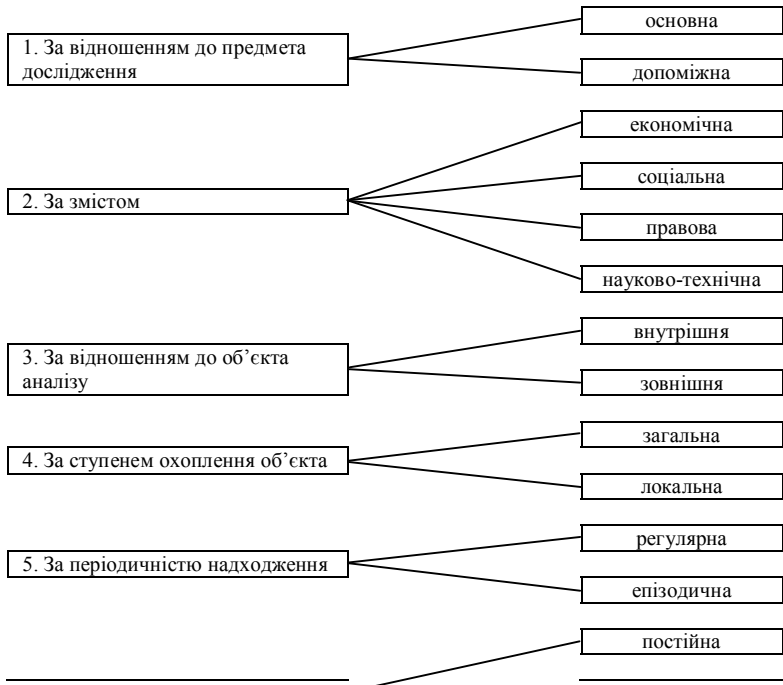 основна
1. За відношенням до предмета
дослідження
допоміжна
економічна
соціальна
2. За змістом
правова
науково-технічна
внутрішня
3. За відношенням до об’єкта
аналізу
зовнішня
загальна
4. За ступенем охоплення об’єкта
локальна
регулярна
5. За періодичністю надходження
епізодична
постійна